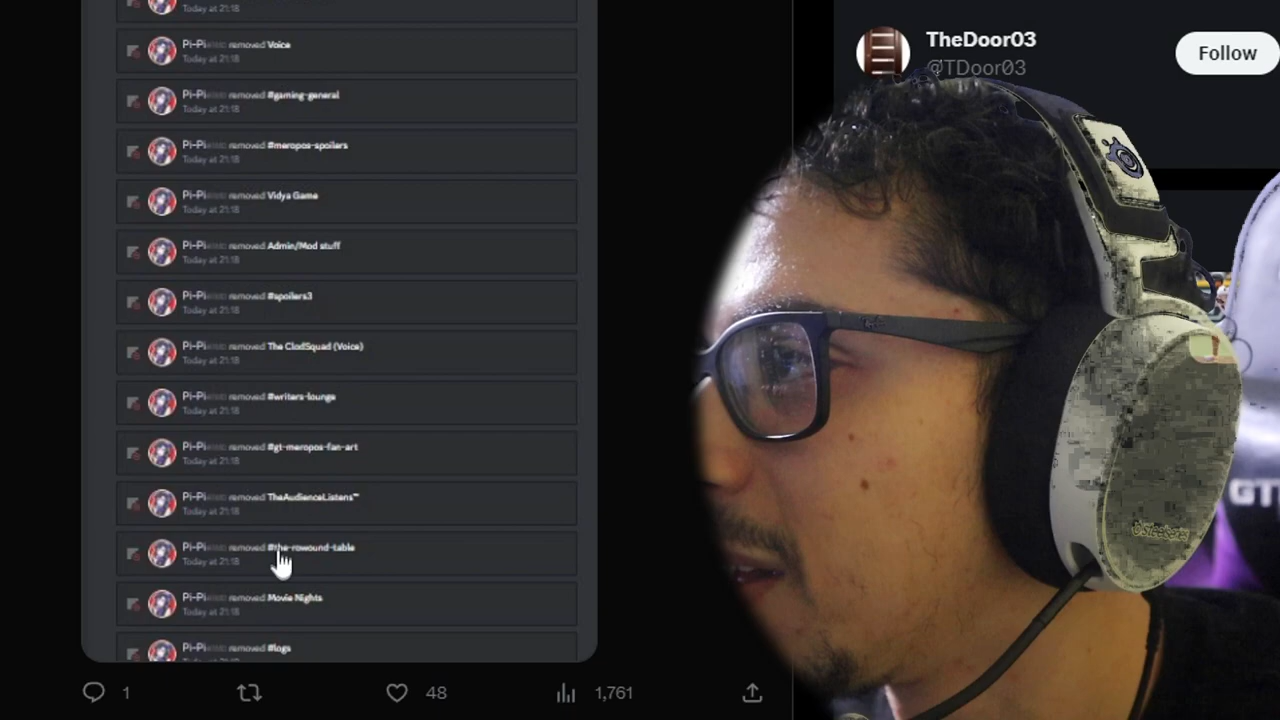 Pi-Pi removed Voice
Today at 21:18
Pi-Pi removed #gaming-general
Today at 21:18
Pi-Pi removed #meropos-spoilers
Today at 21:18
Pi-Pi removed Vidya Game
Today at 21:18
Pi-Pi removed Admin/Mod stuff
Today at 21:18
Pi-Pi removed #spoilers3
Today at 21:18
Pi-Pi removed The ClodSquad (Voice)
Today at 21:18
Pi-Pi removed #writers-lounge
Today at 21:18
Pi-Pi removed #gt-meropos-fan-art
Today at 21:18
Pi-Pi removed TheAudienceListens™
Today at 21:18
Pi-Pi removed #the-rowound-table
Today at 21:18
Pi-Pi removed Movie Nights
Today at 21:18
Pi-Pi removed #logs
1
48
1,761
TheDoor03
@TDoor03
Follow
steelseries
GT